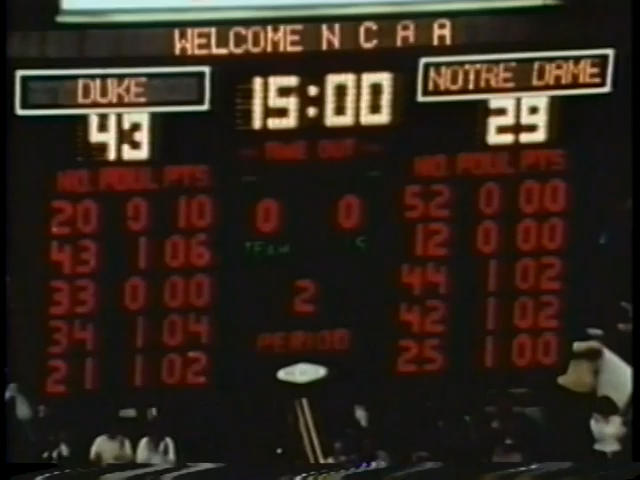 WELCOME N C A A
DUKE 15:00 NOTRE DAME
43 29
TIME OUT
NO. FOUL PTS NO. FOUL PTS
20 0 10 0 0 52 0 00
43 1 06 12 0 00
33 0 00 2 44 1 02
34 1 04 PERIOD 42 1 02
21 1 02 25 1 00